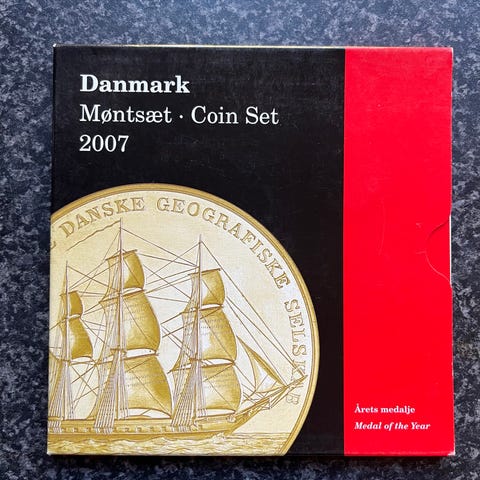 Danmark
Møntsæt · Coin Set
2007
DANSKE GEOGRAFISKE SELSKAB
Årets medalje
Medal of the Year